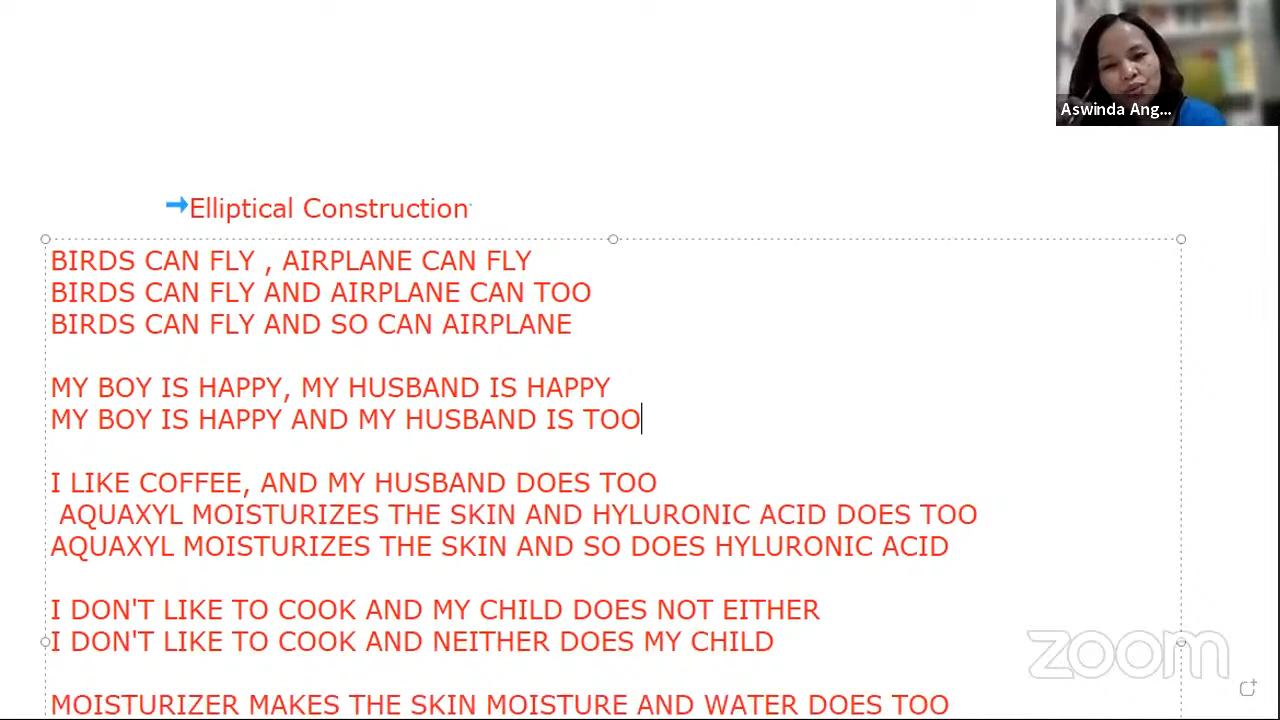 Aswinda Ang...
Elliptical Construction
BIRDS CAN FLY , AIRPLANE CAN FLY
BIRDS CAN FLY AND AIRPLANE CAN TOO
BIRDS CAN FLY AND SO CAN AIRPLANE
MY BOY IS HAPPY, MY HUSBAND IS HAPPY
MY BOY IS HAPPY AND MY HUSBAND IS TOO
I LIKE COFFEE, AND MY HUSBAND DOES TOO
AQUAXYL MOISTURIZES THE SKIN AND HYLURONIC ACID DOES TOO
AQUAXYL MOISTURIZES THE SKIN AND SO DOES HYLURONIC ACID
I DON'T LIKE TO COOK AND MY CHILD DOES NOT EITHER
I DON'T LIKE TO COOK AND NEITHER DOES MY CHILD
zoom
MOISTURIZER MAKES THE SKIN MOISTURE AND WATER DOES TOO